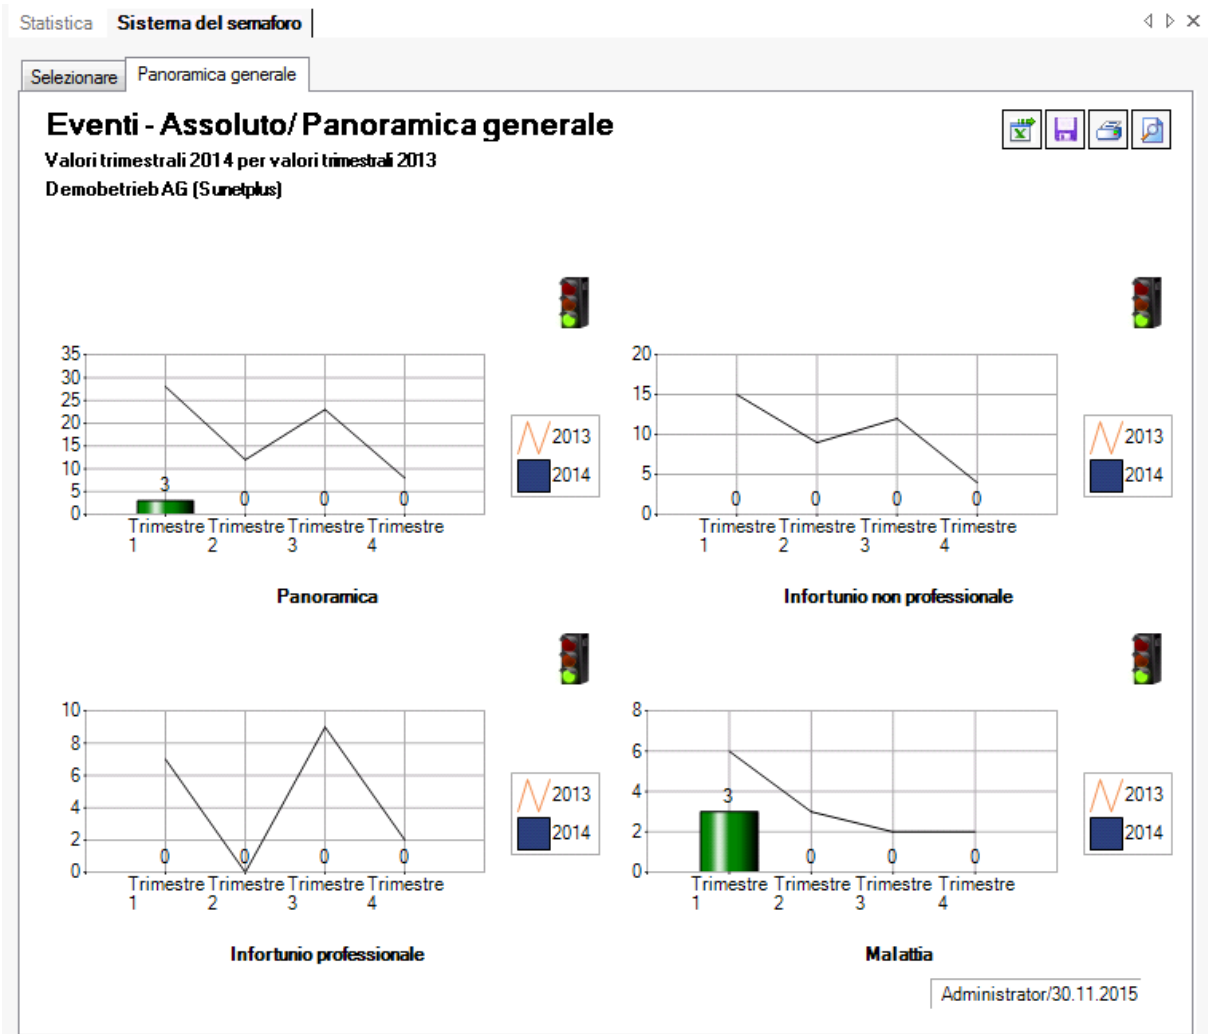 Statistica Sistema del semaforo
Selezionare Panoramica generale
Eventi - Assoluto/ Panoramica generale
Valori trimestrali 2014 per valori trimestrali 2013
Demobetrieb AG (Sunetplus)
35
30
25
20
15
10
5
0
3
0
0
0
Trimestre 1
Trimestre 2
Trimestre 3
Trimestre 4
2013
2014
Panoramica
20
15
10
5
0
0
0
0
0
Trimestre 1
Trimestre 2
Trimestre 3
Trimestre 4
2013
2014
Infortunio non professionale
10
8
6
4
2
0
0
0
0
0
Trimestre 1
Trimestre 2
Trimestre 3
Trimestre 4
2013
2014
Infortunio professionale
8
6
4
2
0
3
0
0
0
Trimestre 1
Trimestre 2
Trimestre 3
Trimestre 4
2013
2014
Malattia
Administrator/30.11.2015